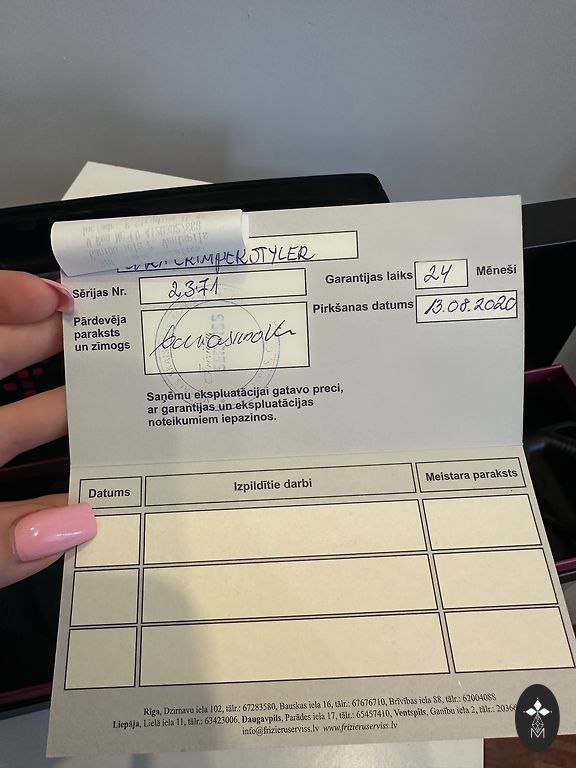 CRIMPER STYLER
Sērijas Nr. 2371
Garantijas laiks 24 Mēneši
Pirkšanas datums 13.08.2020
Pārdevēja
paraksts
un zīmogs
SERVISS
Saņēmu ekspluatācijai gatavo preci,
ar garantijas un ekspluatācijas
noteikumiem iepazinos.
Datums Izpildītie darbi Meistara paraksts
Rīga, Dzirnavu iela 102, tālr.: 67283580, Bauskas iela 16, tālr.: 67676710, Brīvības iela 88, tālr.: 62004088
Liepāja, Lielā iela 11, tālr.: 63423006, Daugavpils, Parādes iela 17, tālr.: 65457410, Ventspils, Ganību iela 2, tālr.:
info@frizieruserviss.lv www.frizieruserviss.lv
M